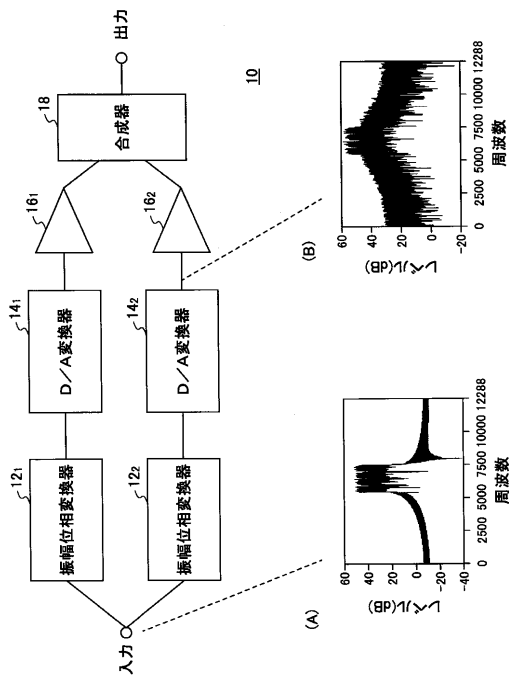 入力
振幅位相変換器
12₁
振幅位相変換器
12₂
D／A変換器
14₁
D／A変換器
14₂
16₁
16₂
合成器
18
出力
10
(A)
レベル(dB)
60
40
20
0
-20
-40
0
2500
5000
7500
10000
12288
周波数
(B)
レベル(dB)
60
40
20
0
-20
0
2500
5000
7500
10000
12288
周波数